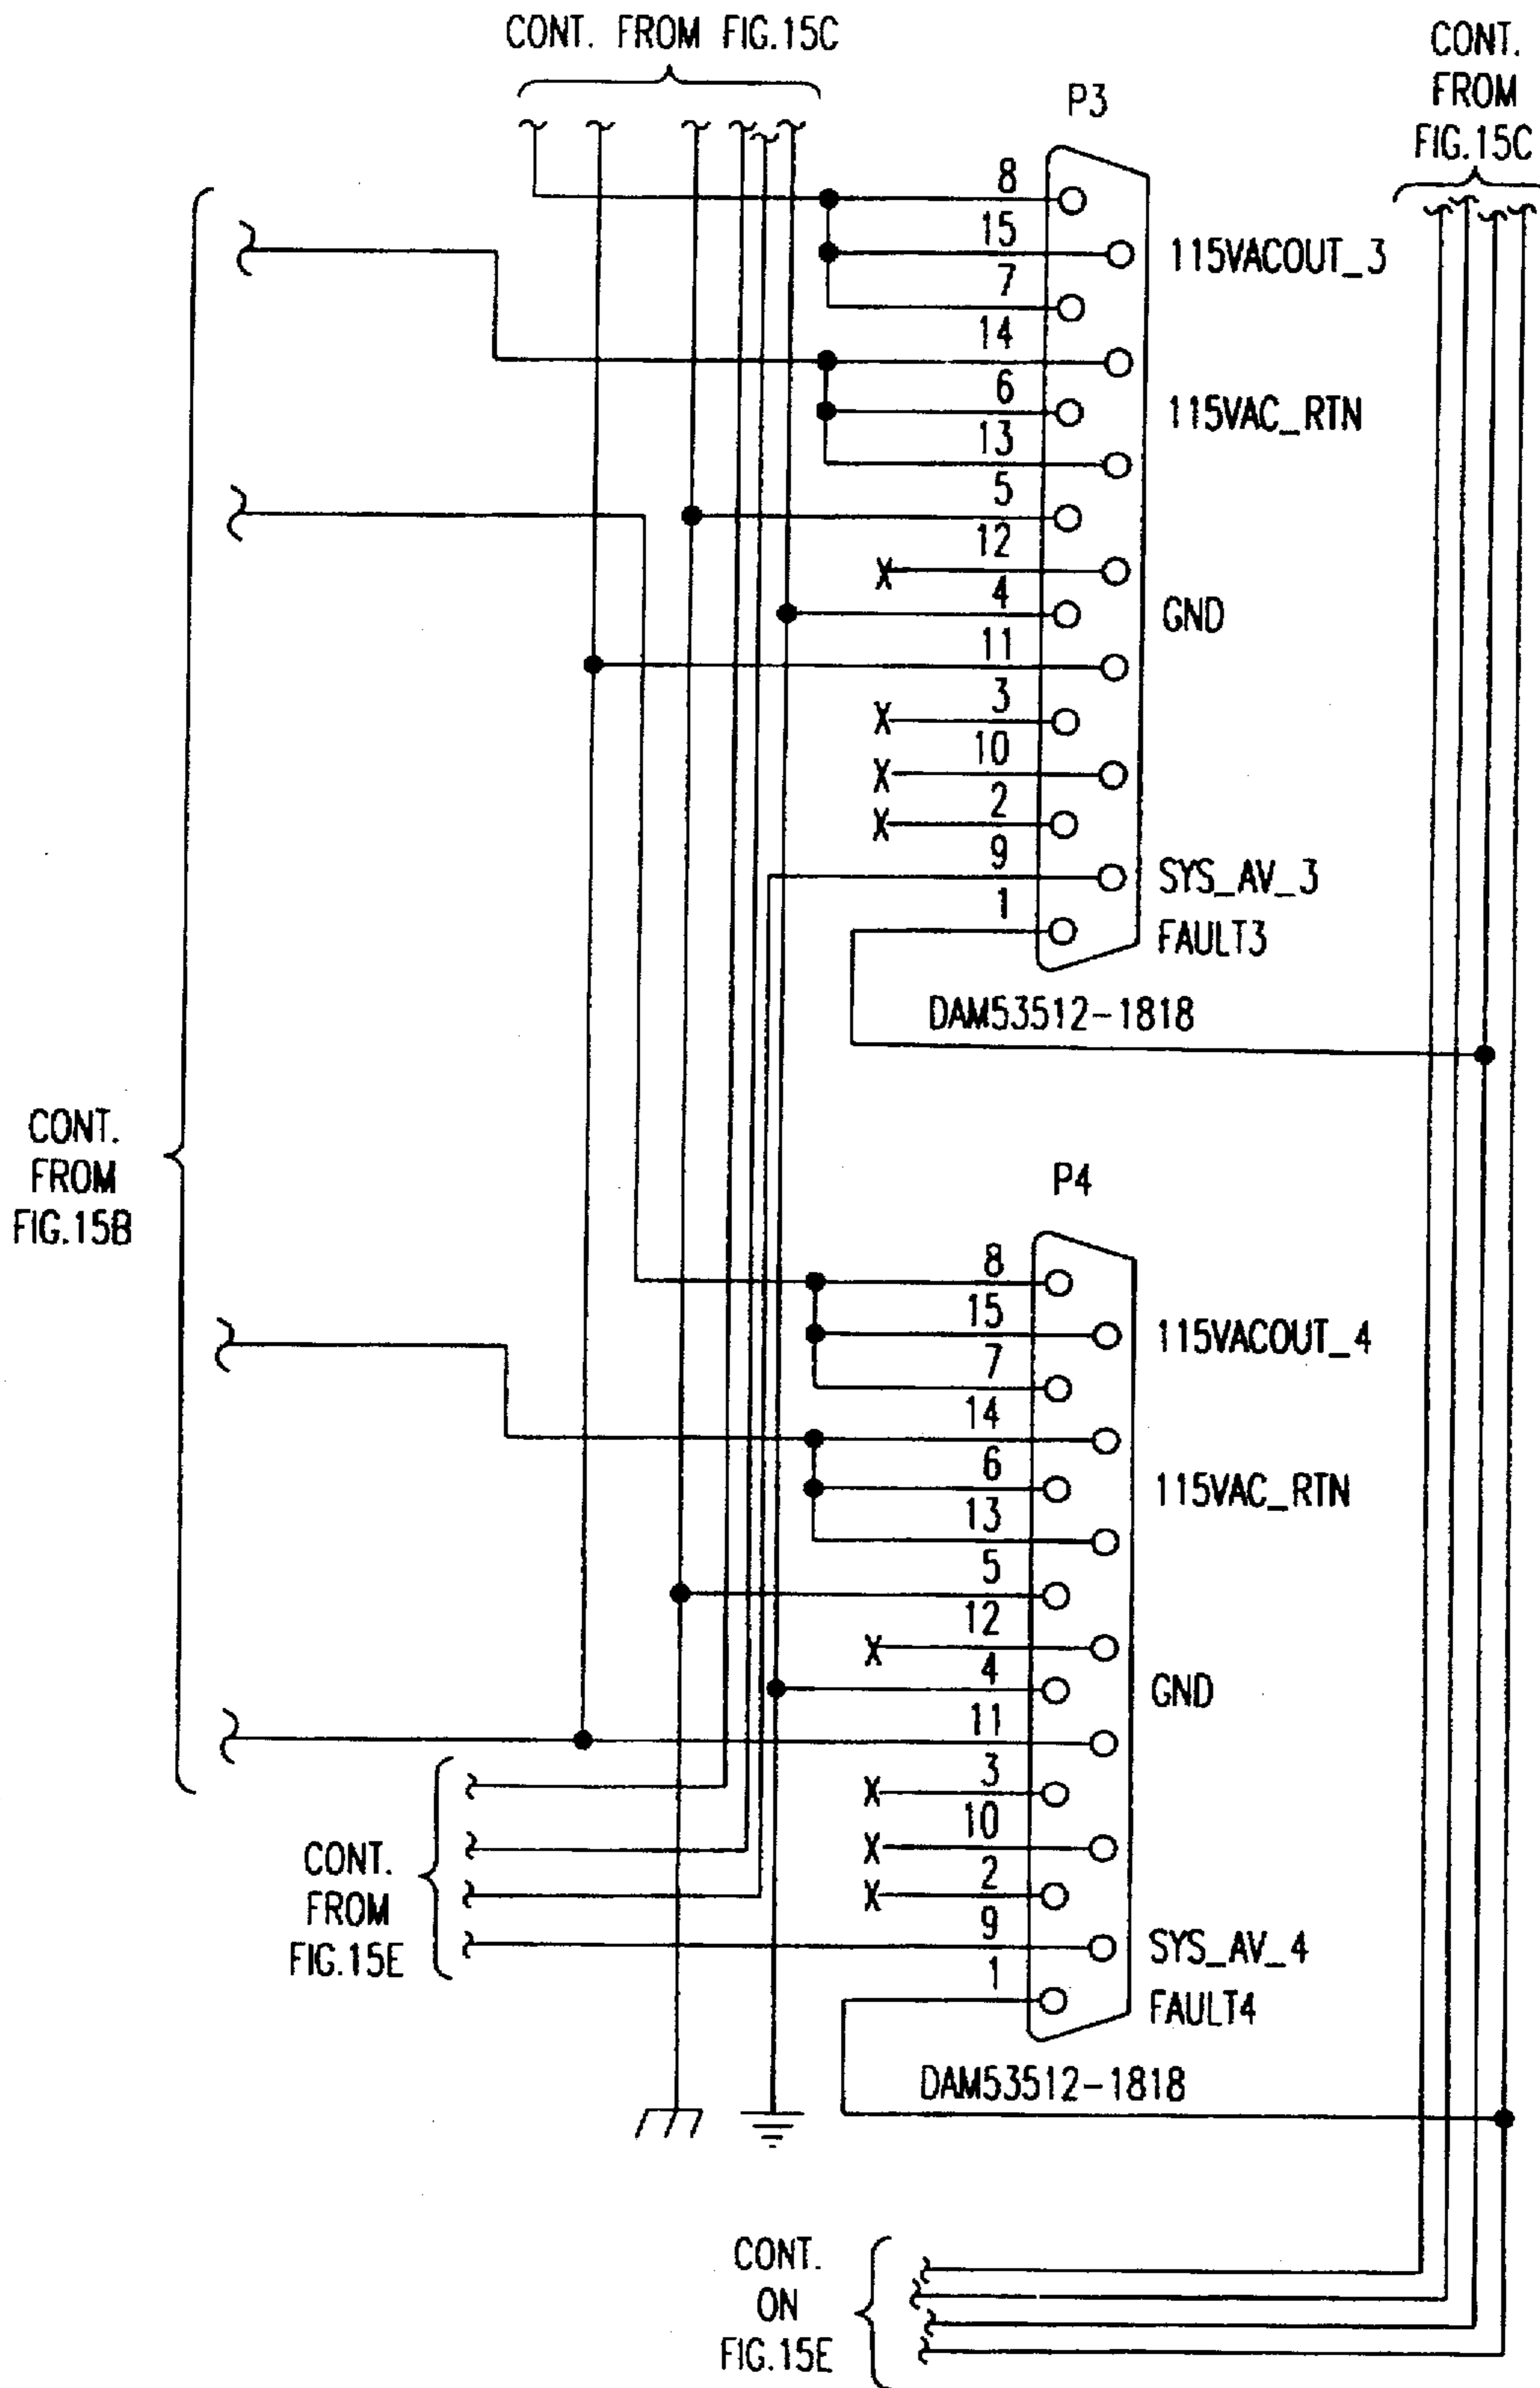 CONT. FROM FIG.15C
CONT.
FROM
FIG.15C
P3
8
15
115VACOUT_3
7
14
6
115VAC_RTN
13
5
12
X
4
GND
11
3
X
10
X
2
X
9
SYS_AV_3
1
FAULT3
DAM53512-1818
CONT.
FROM
FIG.15B
P4
8
15
115VACOUT_4
7
14
6
115VAC_RTN
13
5
12
X
4
GND
11
3
X
10
X
2
X
9
SYS_AV_4
1
FAULT4
DAM53512-1818
CONT.
FROM
FIG.15E
CONT.
ON
FIG.15E